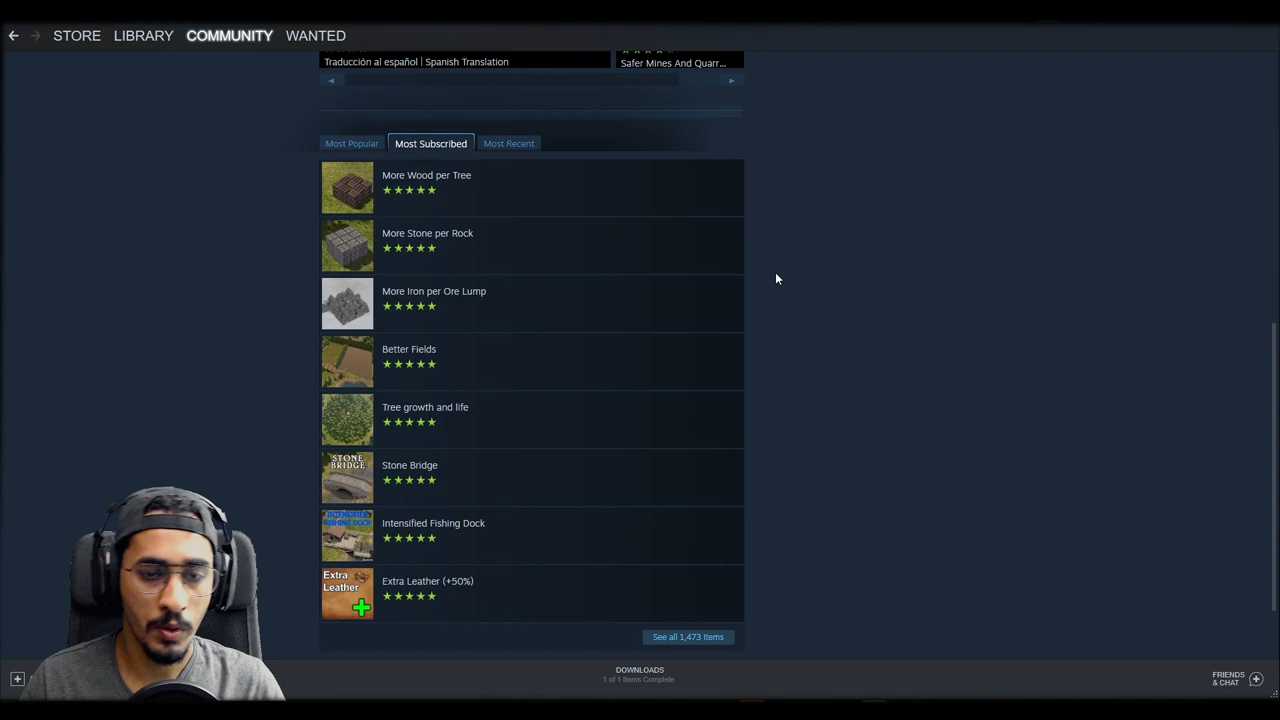 STORE LIBRARY COMMUNITY WANTED
Traducción al español | Spanish Translation
Safer Mines And Quarr...
Most Popular Most Subscribed Most Recent
More Wood per Tree
More Stone per Rock
More Iron per Ore Lump
Better Fields
Tree growth and life
STONE
BRIDGE
Stone Bridge
INTENSIFIED
FISHING DOCK
Intensified Fishing Dock
Extra
Leather
Extra Leather (+50%)
See all 1,473 Items
DOWNLOADS
1 of 1 Items Complete
FRIENDS
& CHAT